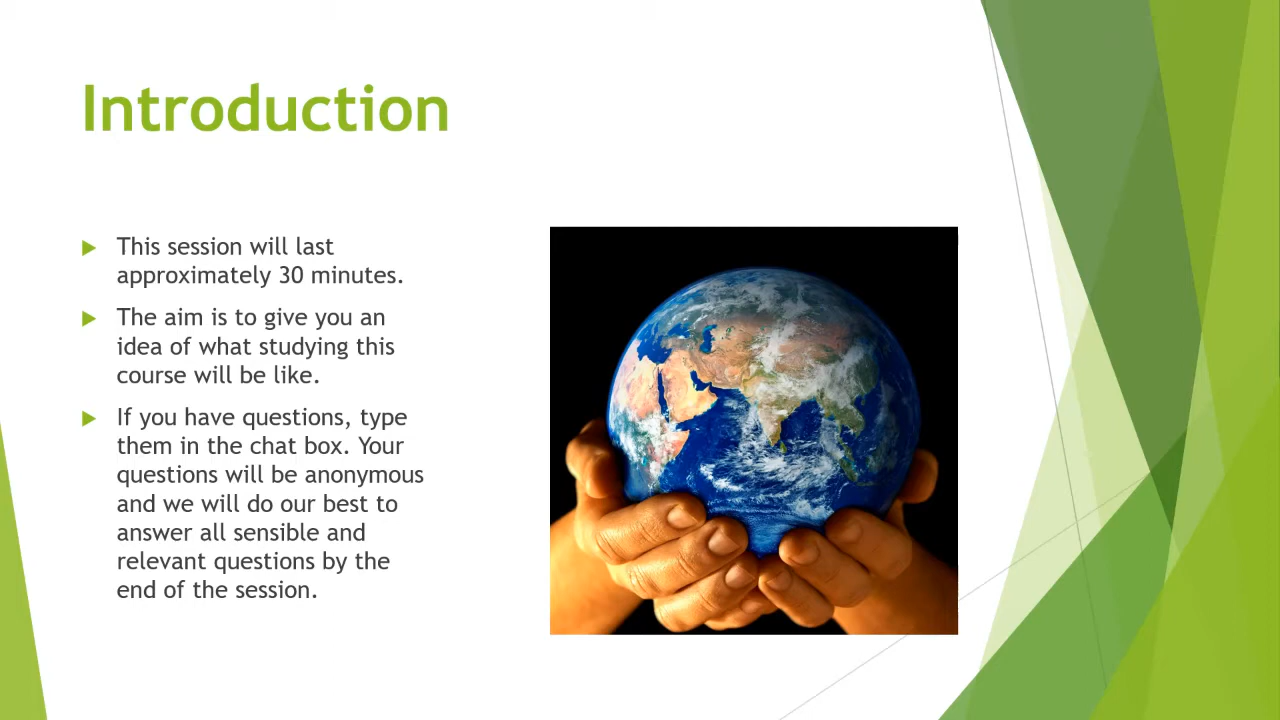 Introduction
This session will last
approximately 30 minutes.
The aim is to give you an
idea of what studying this
course will be like.
If you have questions, type
them in the chat box. Your
questions will be anonymous
and we will do our best to
answer all sensible and
relevant questions by the
end of the session.